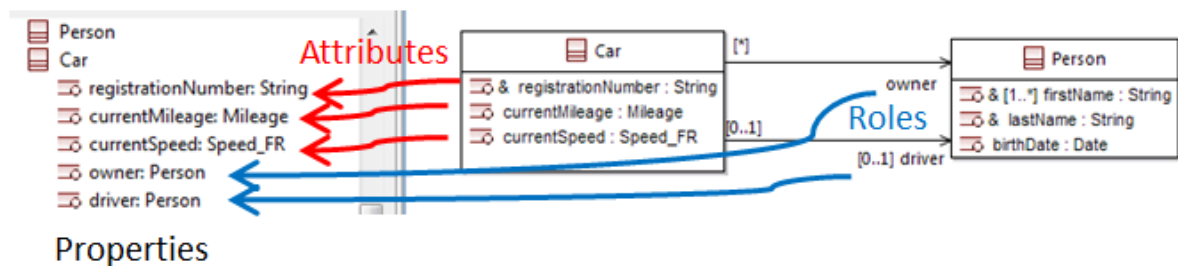 Person
Car
registrationNumber: String
currentMileage: Mileage
currentSpeed: Speed_FR
owner: Person
driver: Person
Properties
Attributes
Car
& registrationNumber : String
currentMileage : Mileage
currentSpeed : Speed_FR
[*]
owner
Roles
[0..1]
[0..1] driver
Person
& [1..*] firstName : String
& lastName : String
birthDate : Date